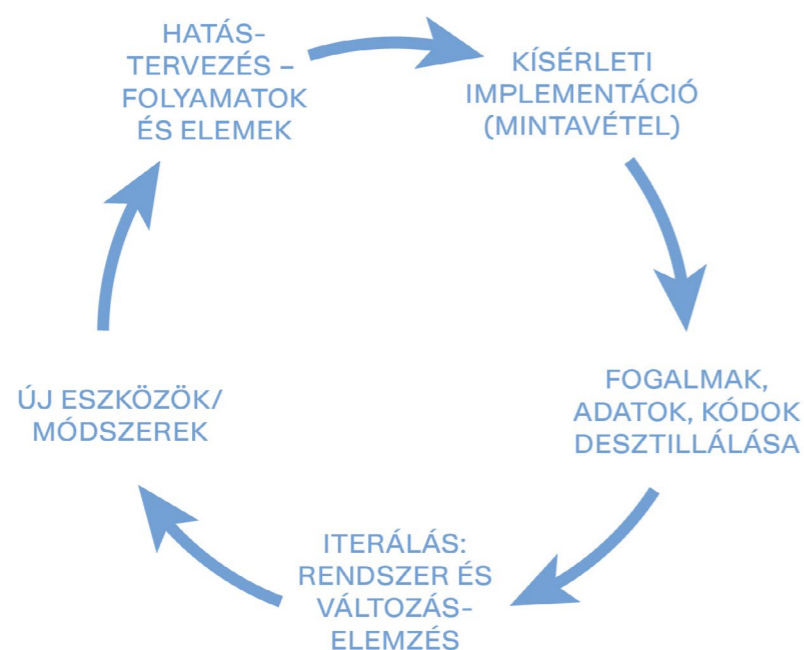 HATÁS-
TERVEZÉS –
FOLYAMATOK
ÉS ELEMEK
KÍSÉRLETI
IMPLEMENTÁCIÓ
(MINTAVÉTEL)
FOGALMAK,
ADATOK, KÓDOK
DESZTILLÁLÁSA
ITERÁLÁS:
RENDSZER ÉS
VÁLTOZÁS-
ELEMZÉS
ÚJ ESZKÖZÖK/
MÓDSZEREK